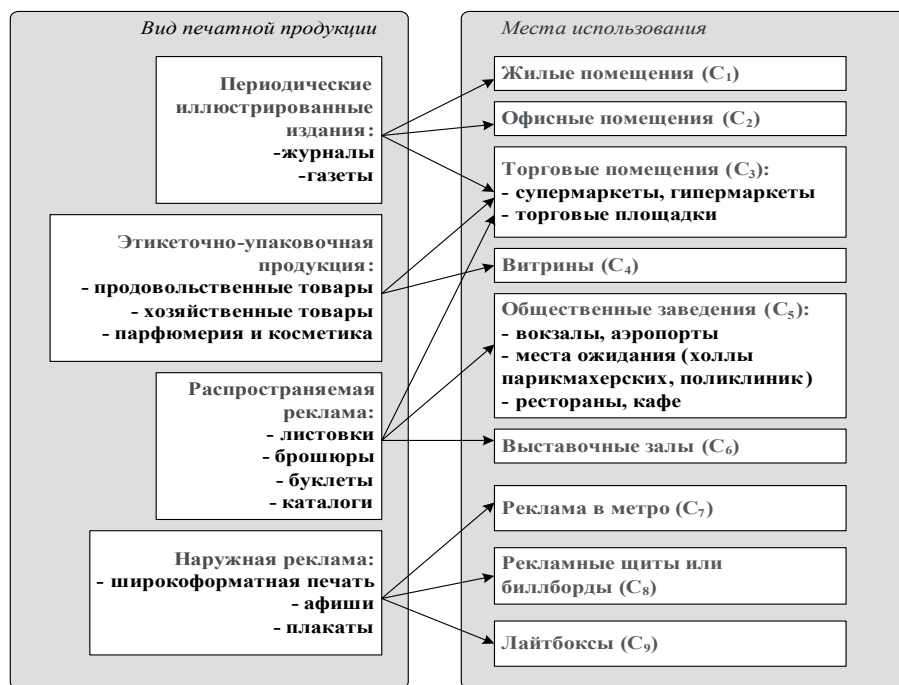 Вид печатной продукции
Периодические
иллюстрированные
издания:
-журналы
-газеты
Этикеточно-упаковочная
продукция:
- продовольственные товары
- хозяйственные товары
- парфюмерия и косметика
Распространяемая
реклама:
- листовки
- брошюры
- буклеты
- каталоги
Наружная реклама:
- широкоформатная печать
- афиши
- плакаты
Места использования
Жилые помещения (C₁)
Офисные помещения (C₂)
Торговые помещения (C₃):
- супермаркеты, гипермаркеты
- торговые площадки
Витрины (C₄)
Общественные заведения (C₅):
- вокзалы, аэропорты
- места ожидания (холлы
парикмахерских, поликлиник)
- рестораны, кафе
Выставочные залы (C₆)
Реклама в метро (C₇)
Рекламные щиты или
биллборды (C₈)
Лайтбоксы (C₉)